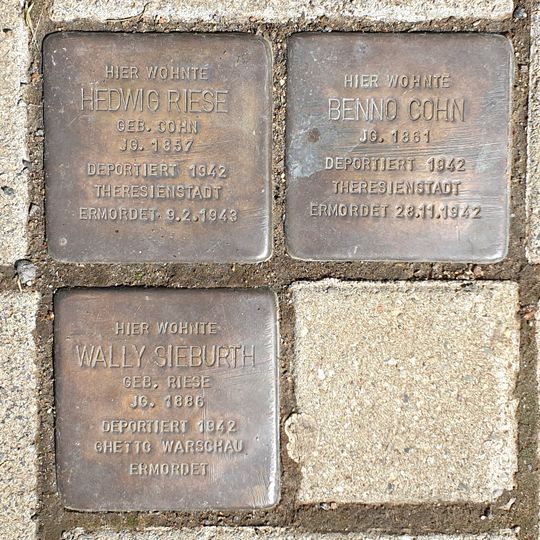 HIER WOHNTE
HEDWIG RIESE
GEB. COHN
JG. 1857
DEPORTIERT 1942
THERESIENSTADT
ERMORDET 9.2.1943
HIER WOHNTE
BENNO COHN
JG. 1861
DEPORTIERT 1942
THERESIENSTADT
ERMORDET 28.11.1942
HIER WOHNTE
WALLY SIEBURTH
GEB. RIESE
JG. 1886
DEPORTIERT 1942
GHETTO WARSCHAU
ERMORDET